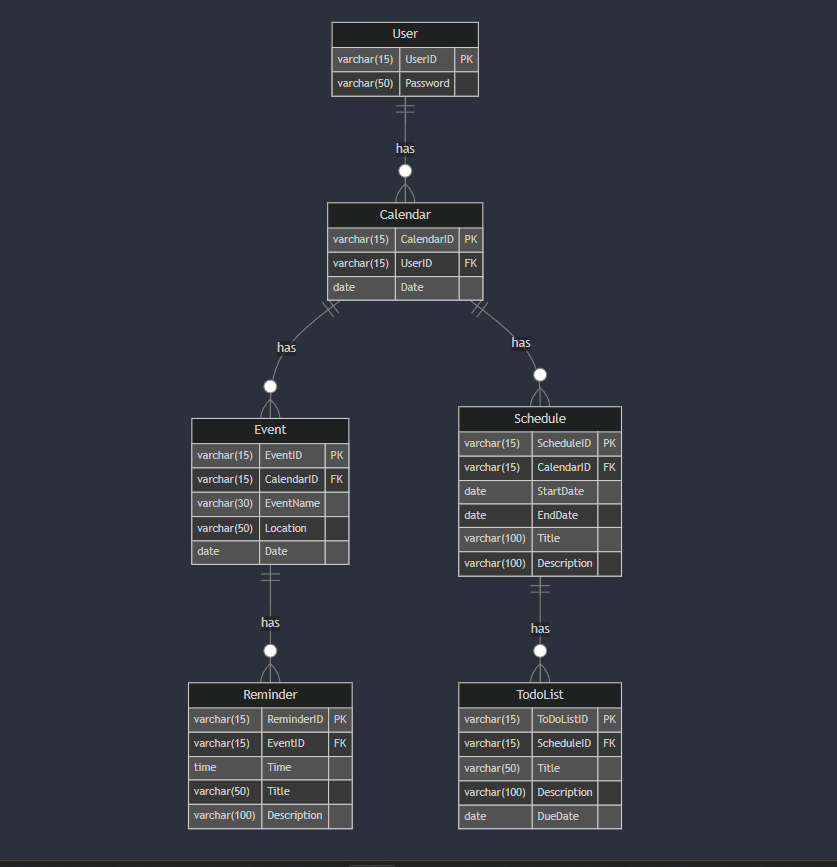 User
varchar(15) UserID PK
varchar(50) Password
has
Calendar
varchar(15) CalendarID PK
varchar(15) UserID FK
date Date
has
has
Event
varchar(15) EventID PK
varchar(15) CalendarID FK
varchar(30) EventName
varchar(50) Location
date Date
Schedule
varchar(15) ScheduleID PK
varchar(15) CalendarID FK
date StartDate
date EndDate
varchar(100) Title
varchar(100) Description
has
has
Reminder
varchar(15) ReminderID PK
varchar(15) EventID FK
time Time
varchar(50) Title
varchar(100) Description
TodoList
varchar(15) ToDoListID PK
varchar(15) ScheduleID FK
varchar(50) Title
varchar(100) Description
date DueDate